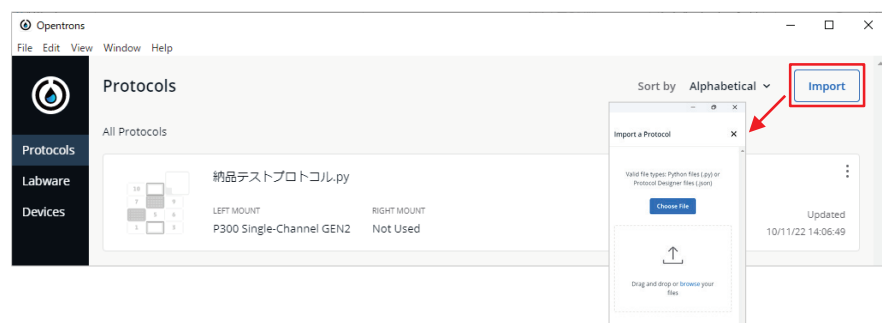 Opentrons
File Edit View Window Help
Protocols
Sort by Alphabetical
Import
All Protocols
Protocols
Labware
Devices
納品テストプロトコル.py
LEFT MOUNT
P300 Single-Channel GEN2
RIGHT MOUNT
Not Used
Updated
10/11/22 14:06:49
Import a Protocol
Valid file types: Python files (.py) or
Protocol Designer files (.json)
Choose File
Drag and drop or browse your
files